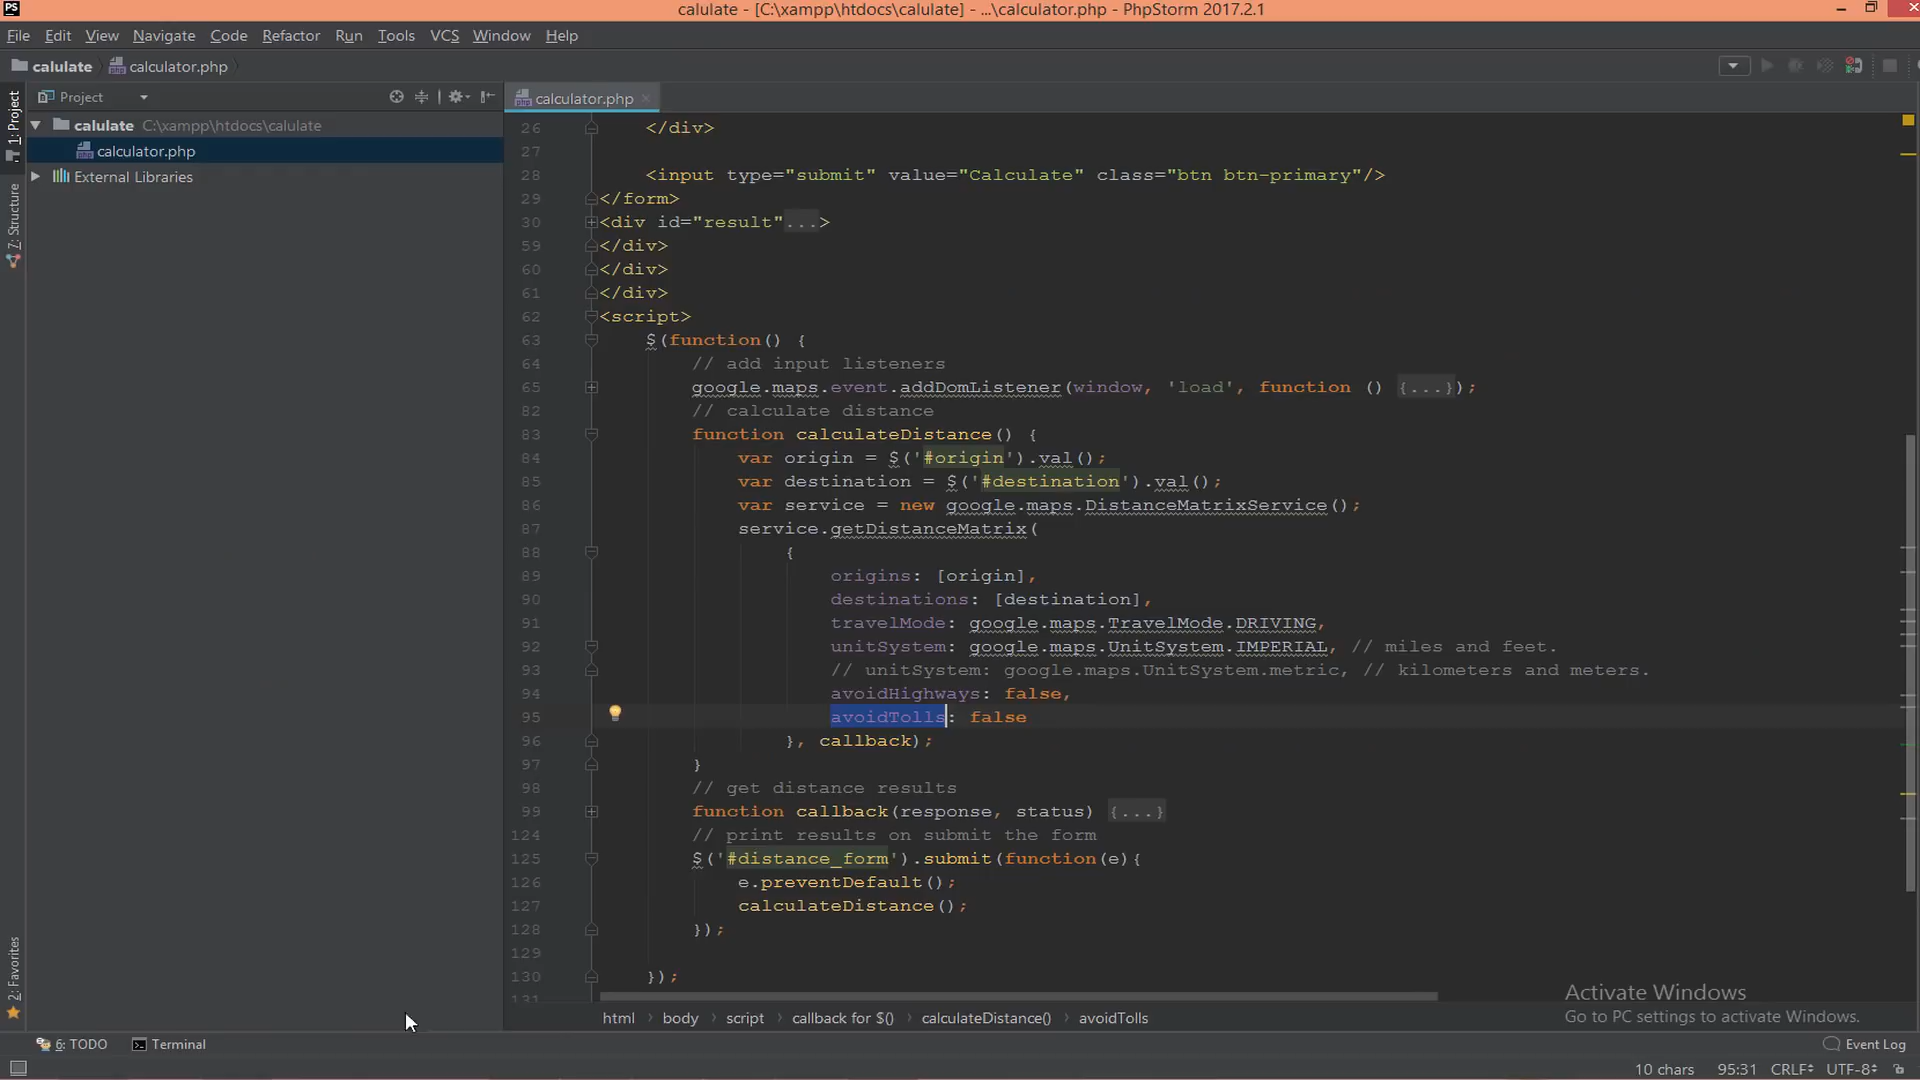 PS
calulate - [C:\xampp\htdocs\calulate] - ...\calculator.php - PhpStorm 2017.2.1
File Edit View Navigate Code Refactor Run Tools VCS Window Help
calulate calculator.php
1: Project
7: Structure
2: Favorites
Project
calulate C:\xampp\htdocs\calulate
calculator.php
External Libraries
calculator.php
26 </div>
27
28 <input type="submit" value="Calculate" class="btn btn-primary"/>
29 </form>
30 <div id="result"...>
59 </div>
60 </div>
61 </div>
62 <script>
63 $(function() {
64 // add input listeners
65 google.maps.event.addDomListener(window, 'load', function () {...});
82 // calculate distance
83 function calculateDistance() {
84 var origin = $('#origin').val();
85 var destination = $('#destination').val();
86 var service = new google.maps.DistanceMatrixService();
87 service.getDistanceMatrix(
88 {
89 origins: [origin],
90 destinations: [destination],
91 travelMode: google.maps.TravelMode.DRIVING,
92 unitSystem: google.maps.UnitSystem.IMPERIAL, // miles and feet.
93 // unitSystem: google.maps.UnitSystem.metric, // kilometers and meters.
94 avoidHighways: false,
95 avoidTolls: false
96 }, callback);
97 }
98 // get distance results
99 function callback(response, status) {...}
124 // print results on submit the form
125 $('#distance_form').submit(function(e){
126 e.preventDefault();
127 calculateDistance();
128 });
129
130 });
131
Activate Windows
Go to PC settings to activate Windows.
html body script callback for $() calculateDistance() avoidTolls
6: TODO Terminal Event Log
10 chars 95:31 CRLF UTF-8